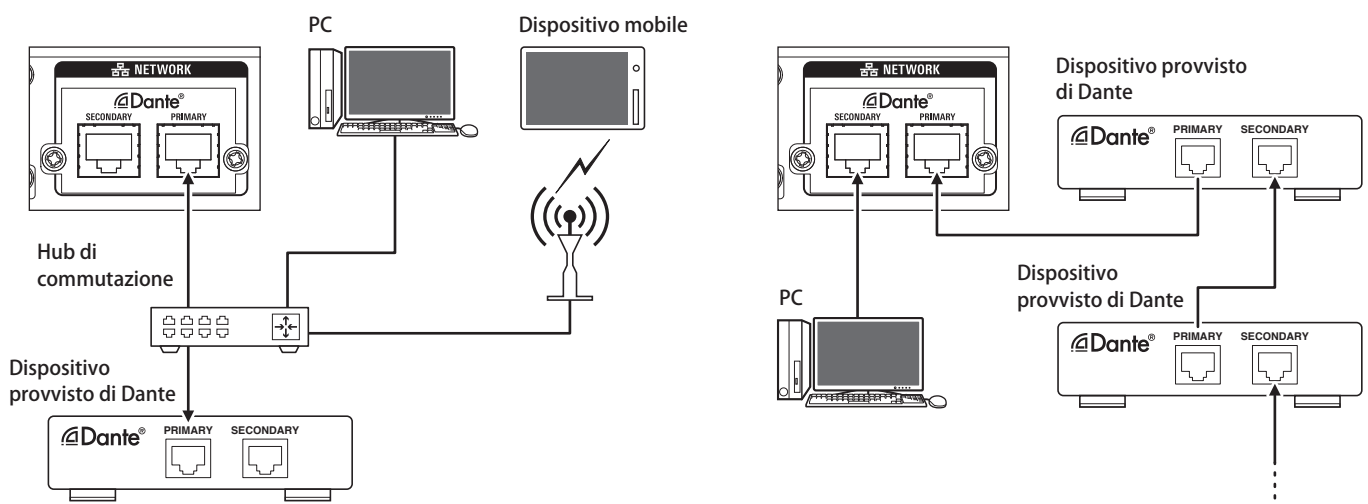 PC
Dispositivo mobile
NETWORK
Dante®
SECONDARY PRIMARY
Hub di
commutazione
Dispositivo
provvisto di Dante
Dante® PRIMARY SECONDARY
NETWORK
Dante®
SECONDARY PRIMARY
Dispositivo provvisto
di Dante
Dante® PRIMARY SECONDARY
PC
Dispositivo
provvisto di Dante
Dante® PRIMARY SECONDARY